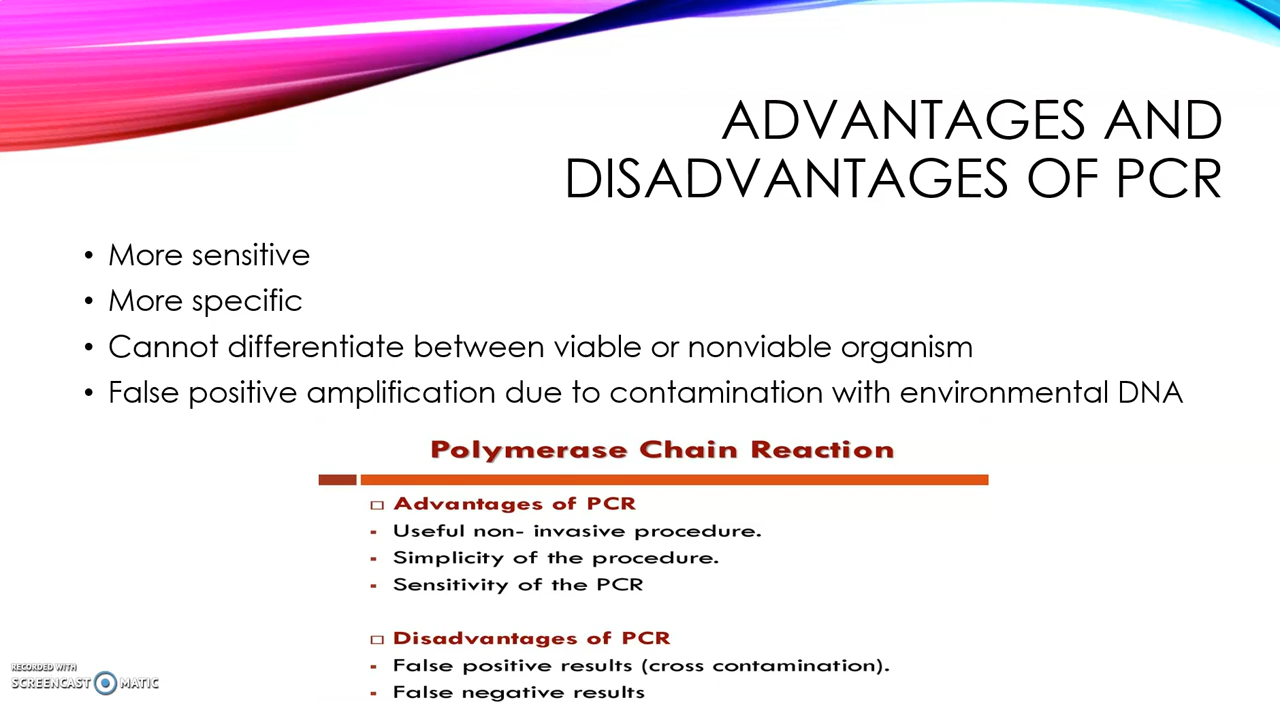 ADVANTAGES AND
DISADVANTAGES OF PCR
• More sensitive
• More specific
• Cannot differentiate between viable or nonviable organism
• False positive amplification due to contamination with environmental DNA
Polymerase Chain Reaction
□ Advantages of PCR
- Useful non- invasive procedure.
- Simplicity of the procedure.
- Sensitivity of the PCR
□ Disadvantages of PCR
- False positive results (cross contamination).
- False negative results
RECORDED WITH
SCREENCAST MATIC